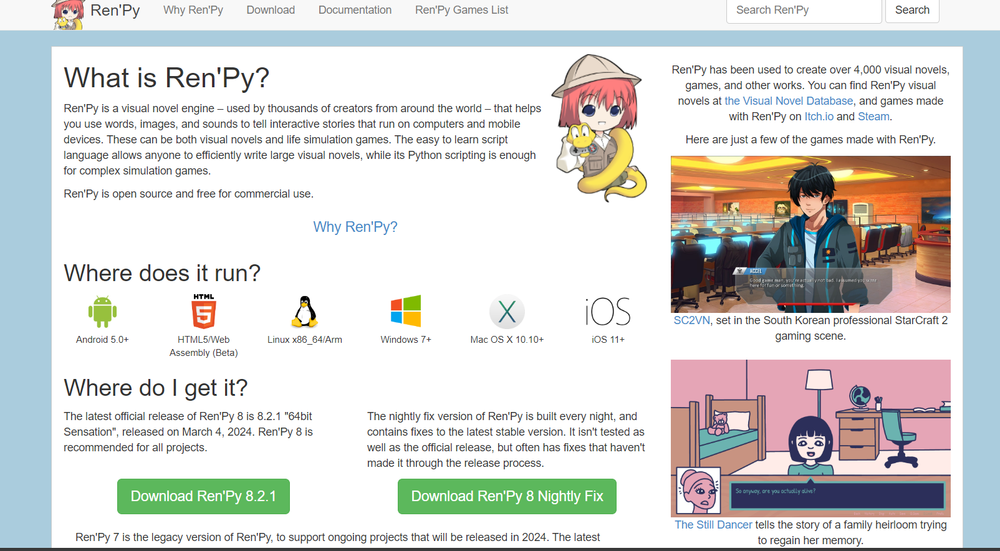 Ren'Py
Why Ren'Py
Download
Documentation
Ren'Py Games List
Search Ren'Py
Search
What is Ren'Py?
Ren'Py is a visual novel engine – used by thousands of creators from around the world – that helps
you use words, images, and sounds to tell interactive stories that run on computers and mobile
devices. These can be both visual novels and life simulation games. The easy to learn script
language allows anyone to efficiently write large visual novels, while its Python scripting is enough
for complex simulation games.
Ren'Py is open source and free for commercial use.
Why Ren'Py?
Where does it run?
HTML
5
X
iOS
Android 5.0+
HTML5/Web
Assembly (Beta)
Linux x86_64/Arm
Windows 7+
Mac OS X 10.10+
iOS 11+
Where do I get it?
The latest official release of Ren'Py 8 is 8.2.1 "64bit
Sensation", released on March 4, 2024. Ren'Py 8 is
recommended for all projects.
Download Ren'Py 8.2.1
The nightly fix version of Ren'Py is built every night, and
contains fixes to the latest stable version. It isn't tested as
well as the official release, but often has fixes that haven't
made it through the release process.
Download Ren'Py 8 Nightly Fix
Ren'Py 7 is the legacy version of Ren'Py, to support ongoing projects that will be released in 2024. The latest
Ren'Py has been used to create over 4,000 visual novels,
games, and other works. You can find Ren'Py visual
novels at the Visual Novel Database, and games made
with Ren'Py on Itch.io and Steam.
Here are just a few of the games made with Ren'Py.
ACCEL
Good game man, you're actually not bad. I assumed you were
here for fun or something.
SC2VN, set in the South Korean professional StarCraft 2
gaming scene.
So anyway, are you actually alive?
The Still Dancer tells the story of a family heirloom trying
to regain her memory.